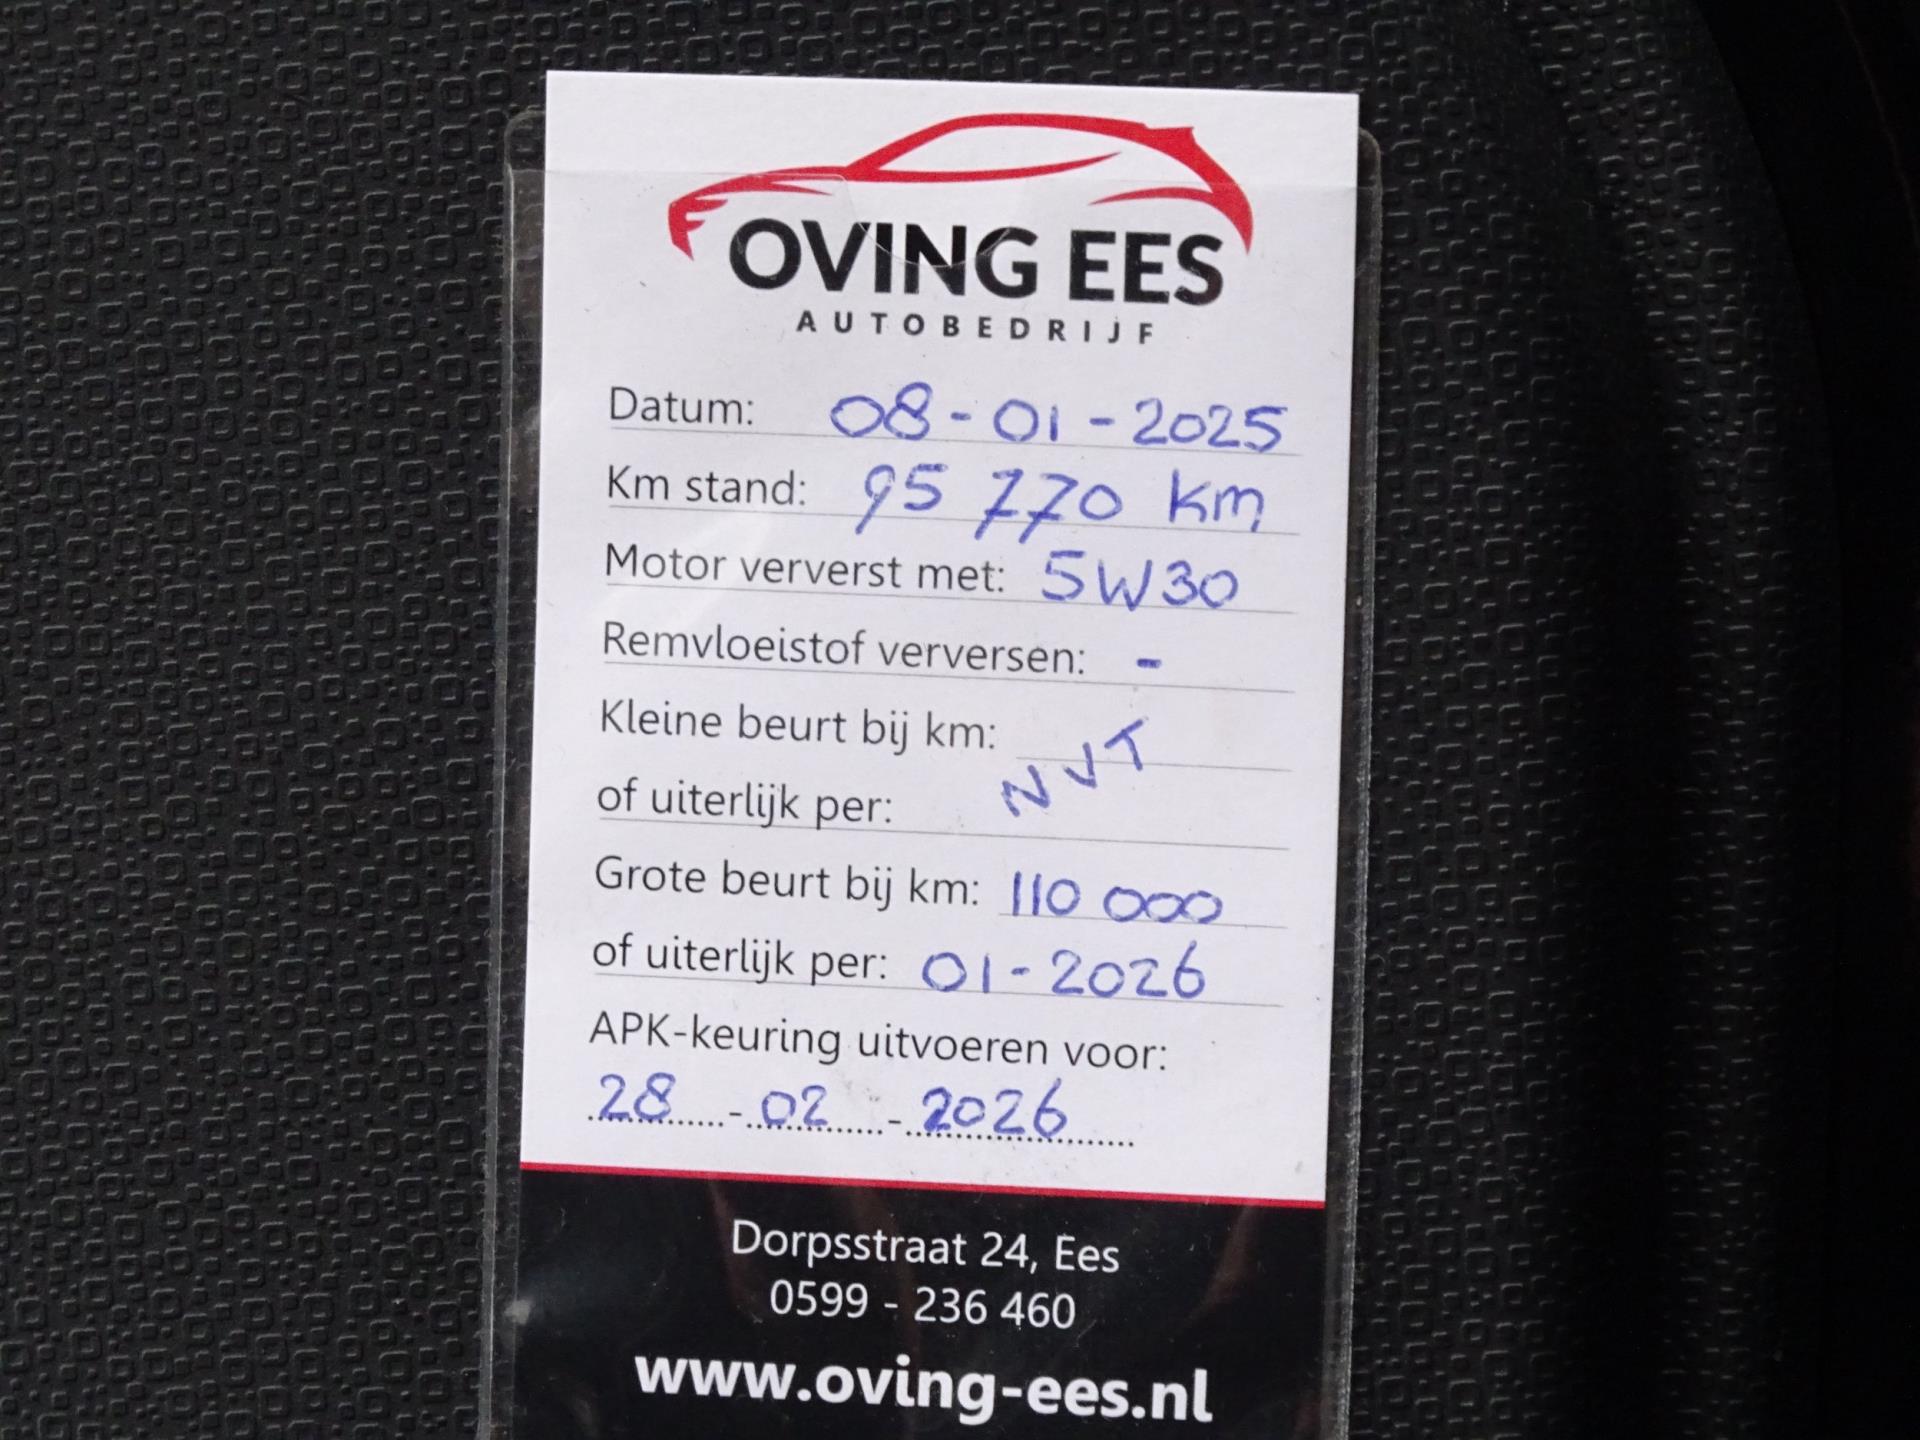 OVING EES
AUTOBEDRIJF
Datum: 08-01-2025
Km stand: 95 770 km
Motor ververst met: 5W30
Remvloeistof verversen: -
Kleine beurt bij km:
NVT
of uiterlijk per:
Grote beurt bij km: 110 000
of uiterlijk per: 01-2026
APK-keuring uitvoeren voor:
28-02-2026
Dorpsstraat 24, Ees
0599 - 236 460
www.oving-ees.nl